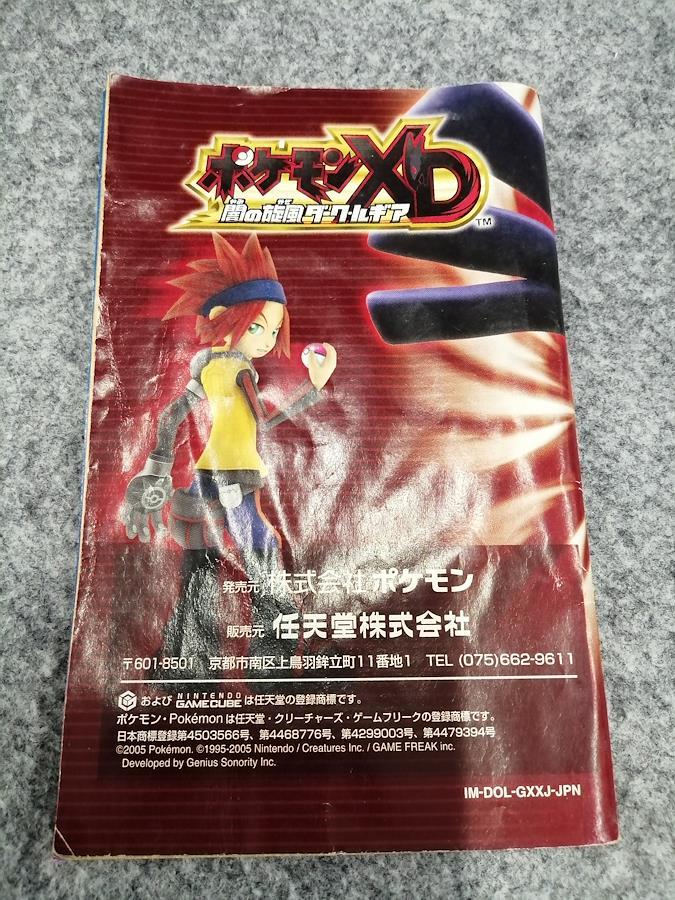 ポケモンXD
やみ かぜ
闇の旋風ダーク・ルギア
TM
発売元 株式会社ポケモン
販売元 任天堂株式会社
〒601-8501 京都市南区上鳥羽鉾立町11番地1 TEL (075)662-9611
および NINTENDO GAMECUBE は任天堂の登録商標です。
ポケモン・Pokémonは任天堂・クリーチャーズ・ゲームフリークの登録商標です。
日本商標登録第4503566号、第4468776号、第4299003号、第4479394号
©2005 Pokémon. ©1995-2005 Nintendo / Creatures Inc. / GAME FREAK inc.
Developed by Genius Sonority Inc.
IM-DOL-GXXJ-JPN